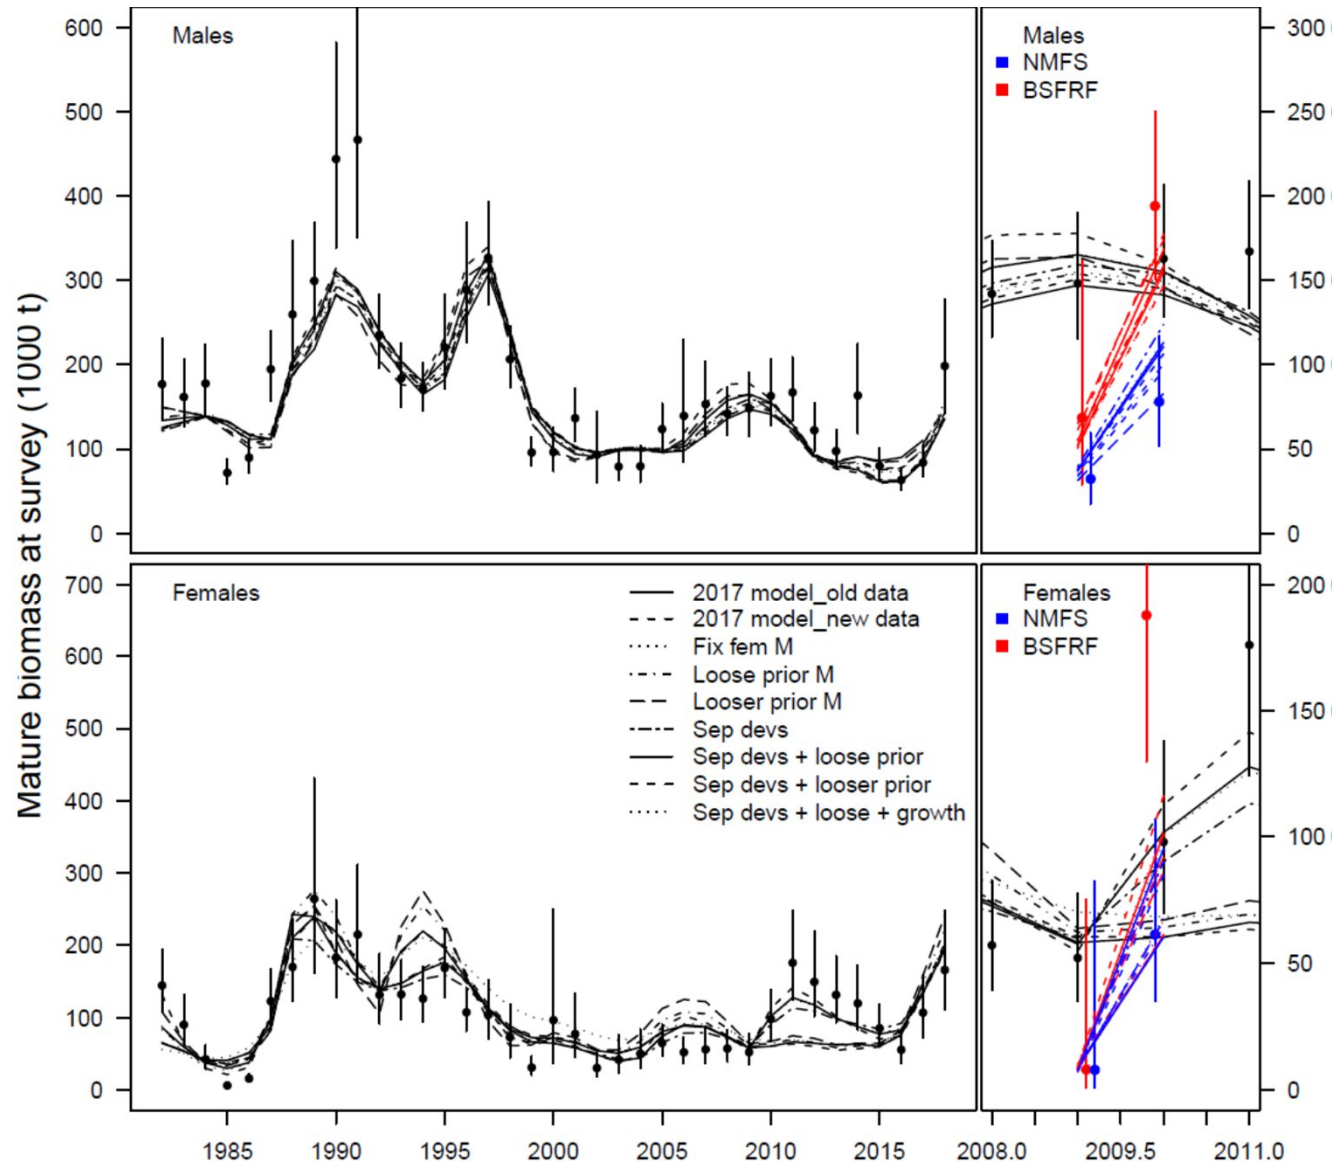 Mature biomass at survey (1000 t)
Males
600
500
400
300
200
100
0
Males
NMFS
BSFRF
300
250
200
150
100
50
0
Females
700
600
500
400
300
200
100
0
2017 model_old data
2017 model_new data
Fix fem M
Loose prior M
Looser prior M
Sep devs
Sep devs + loose prior
Sep devs + looser prior
Sep devs + loose + growth
Females
NMFS
BSFRF
200
150
100
50
0
1985 1990 1995 2000 2005 2010 2015
2008.0 2009.5 2011.0